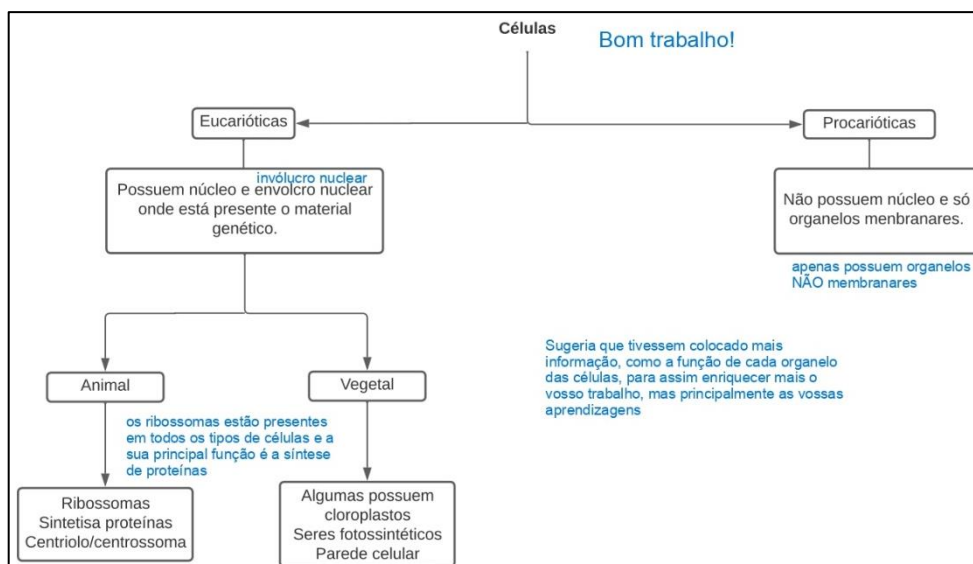 Células
Bom trabalho!
Eucarióticas
Procarióticas
invólucro nuclear
Possuem núcleo e envolcro nuclear
onde está presente o material
genético.
Não possuem núcleo e só
organelos menbranares.
apenas possuem organelos
NÃO membranares
Sugeria que tivessem colocado mais
informação, como a função de cada organelo
das células, para assim enriquecer mais o
vosso trabalho, mas principalmente as vossas
aprendizagens
Animal
Vegetal
os ribossomas estão presentes
em todos os tipos de células e a
sua principal função é a síntese
de proteínas
Ribossomas
Sintetisa proteínas
Centriolo/centrossoma
Algumas possuem
cloroplastos
Seres fotossintéticos
Parede celular